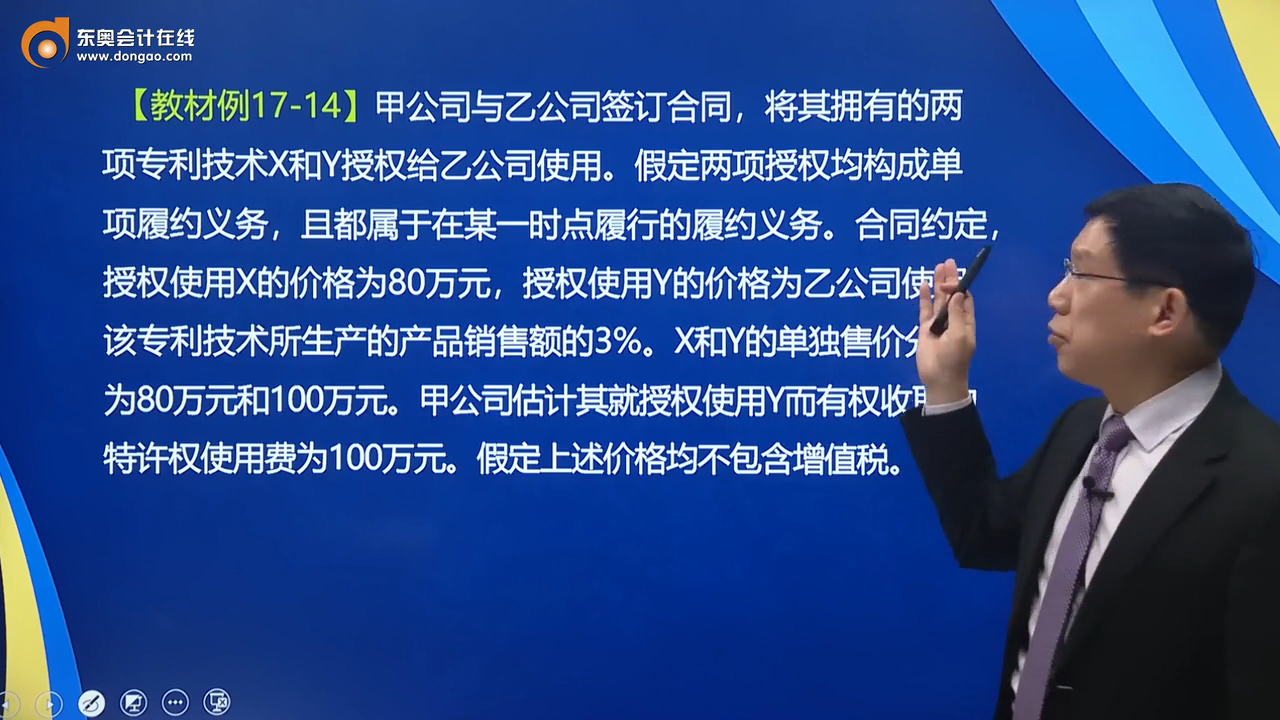 东奥会计在线
www.dongao.com
【教材例17-14】甲公司与乙公司签订合同，将其拥有的两
项专利技术X和Y授权给乙公司使用。假定两项授权均构成单
项履约义务，且都属于在某一时点履行的履约义务。合同约定，
授权使用X的价格为80万元，授权使用Y的价格为乙公司使
该专利技术所生产的产品销售额的3%。X和Y的单独售价
为80万元和100万元。甲公司估计其就授权使用Y而有权收
特许权使用费为100万元。假定上述价格均不包含增值税。